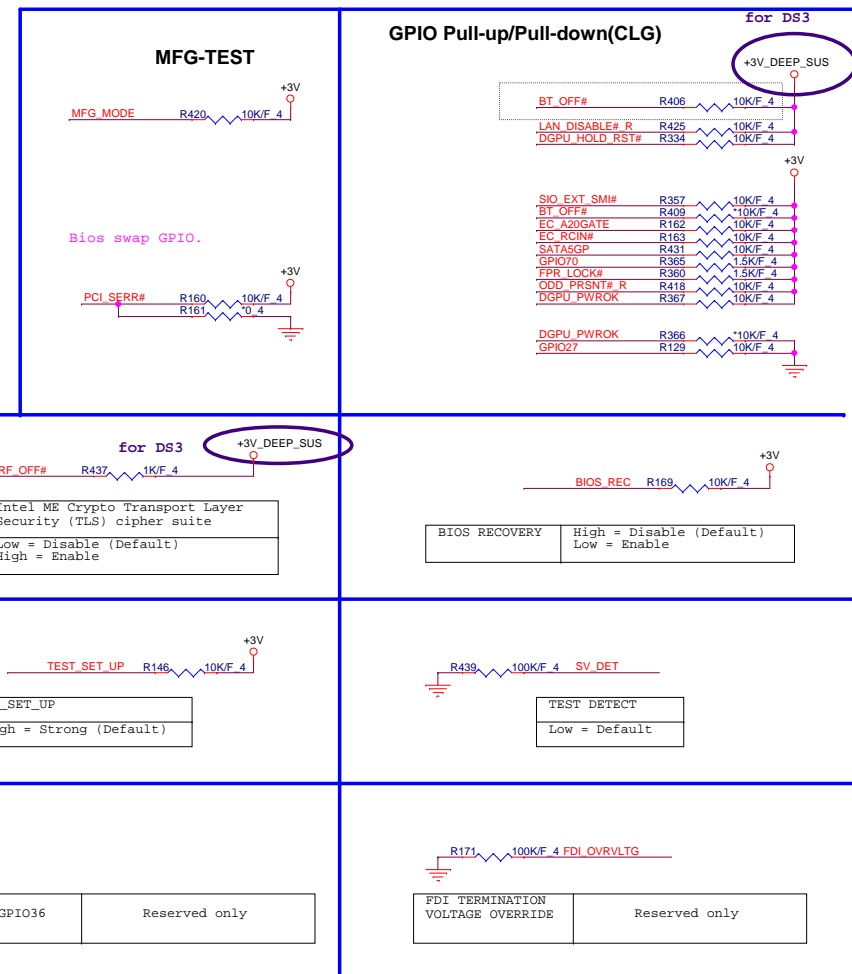 MFG-TEST
+3V
MFG_MODE R420 10K/F_4
Bios swap GPIO.
+3V
PCI_SERR# R160 10K/F_4
R161 *0_4
GPIO Pull-up/Pull-down(CLG)
for DS3
+3V_DEEP_SUS
BT_OFF# R406 10K/F_4
LAN_DISABLE#_R R425 10K/F_4
DGPU_HOLD_RST# R334 10K/F_4
+3V
SIO_EXT_SMI# R357 10K/F_4
BT_OFF# R409 *10K/F_4
EC_A20GATE R162 10K/F_4
EC_RCIN# R163 10K/F_4
SATA5GP R431 10K/F_4
GPIO70 R365 1.5K/F_4
FPR_LOCK# R360 1.5K/F_4
ODD_PRSNT#_R R418 10K/F_4
DGPU_PWROK R367 10K/F_4
DGPU_PWROK R366 *10K/F_4
GPIO27 R129 10K/F_4
for DS3
+3V_DEEP_SUS
RF_OFF# R437 1K/F_4
Intel ME Crypto Transport Layer
Security (TLS) cipher suite
Low = Disable (Default)
High = Enable
+3V
BIOS_REC R169 10K/F_4
BIOS RECOVERY
High = Disable (Default)
Low = Enable
+3V
TEST_SET_UP R146 10K/F_4
_SET_UP
gh = Strong (Default)
R439 100K/F_4 SV_DET
TEST DETECT
Low = Default
GPIO36
Reserved only
R171 100K/F_4 FDI_OVRVLTG
FDI TERMINATION
VOLTAGE OVERRIDE
Reserved only